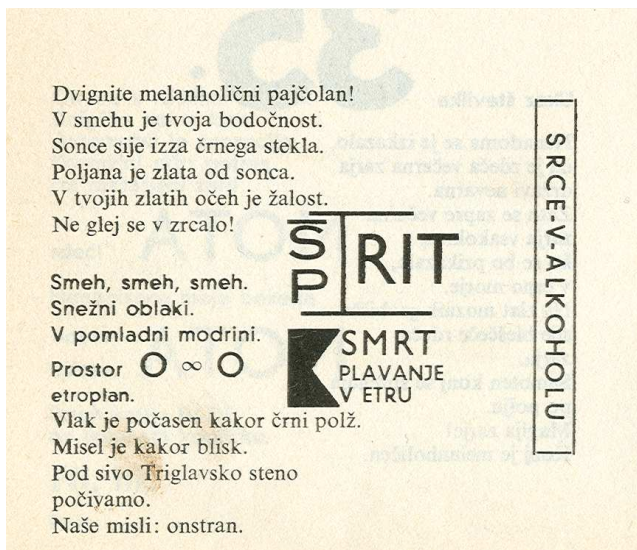 Dvignite melanholični pajčolan!
V smehu je tvoja bodočnost.
Sonce sije izza črnega stekla.
Poljana je zlata od sonca.
V tvojih zlatih očeh je žalost.
Ne glej se v zrcalo!
Smeh, smeh, smeh.
Snežni oblaki.
V pomladni modrini.
Prostor O ∞ O
etroplan.
Vlak je počasen kakor črni polž.
Misel je kakor blisk.
Pod sivo Triglavsko steno
počivamo.
Naše misli: onstran.
ŠPIRIT
K SMRT
PLAVANJE
V ETRU
SRCE-V-ALKOHOLU